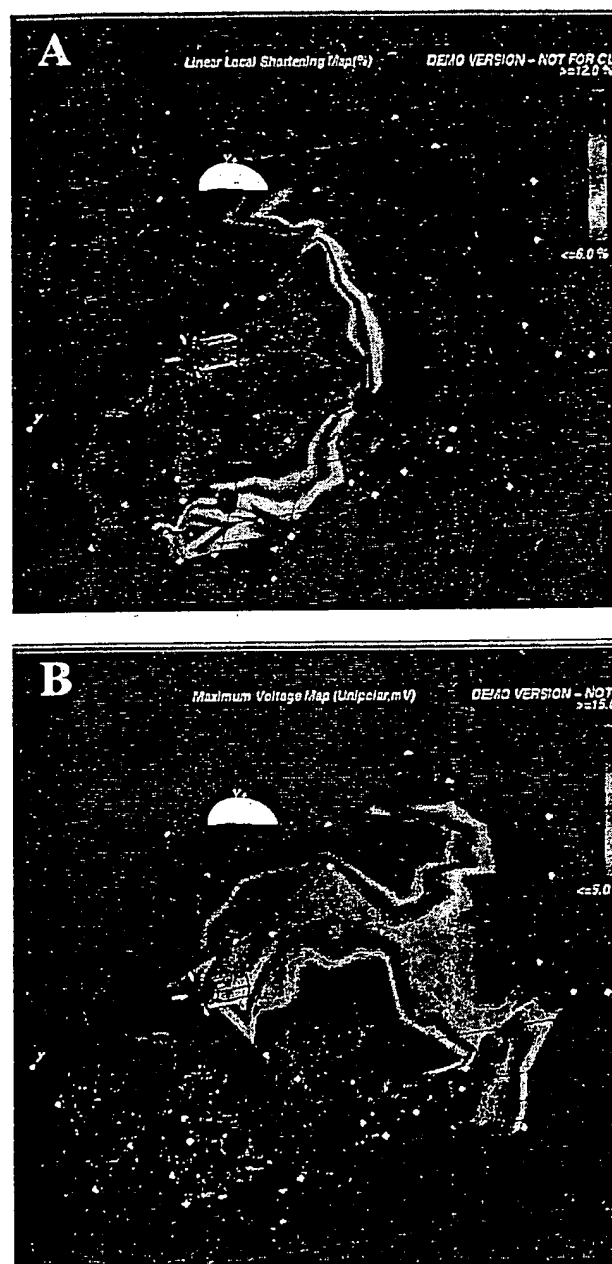 A
Linear Local Shortening Map(%)
DEMO VERSION – NOT FOR CL
>=12.0 %
<=6.0 %
Y
B
Maximum Voltage Map (Unipolar,mV)
DEMO VERSION – NOT
>=15.0
<=5.0
Y